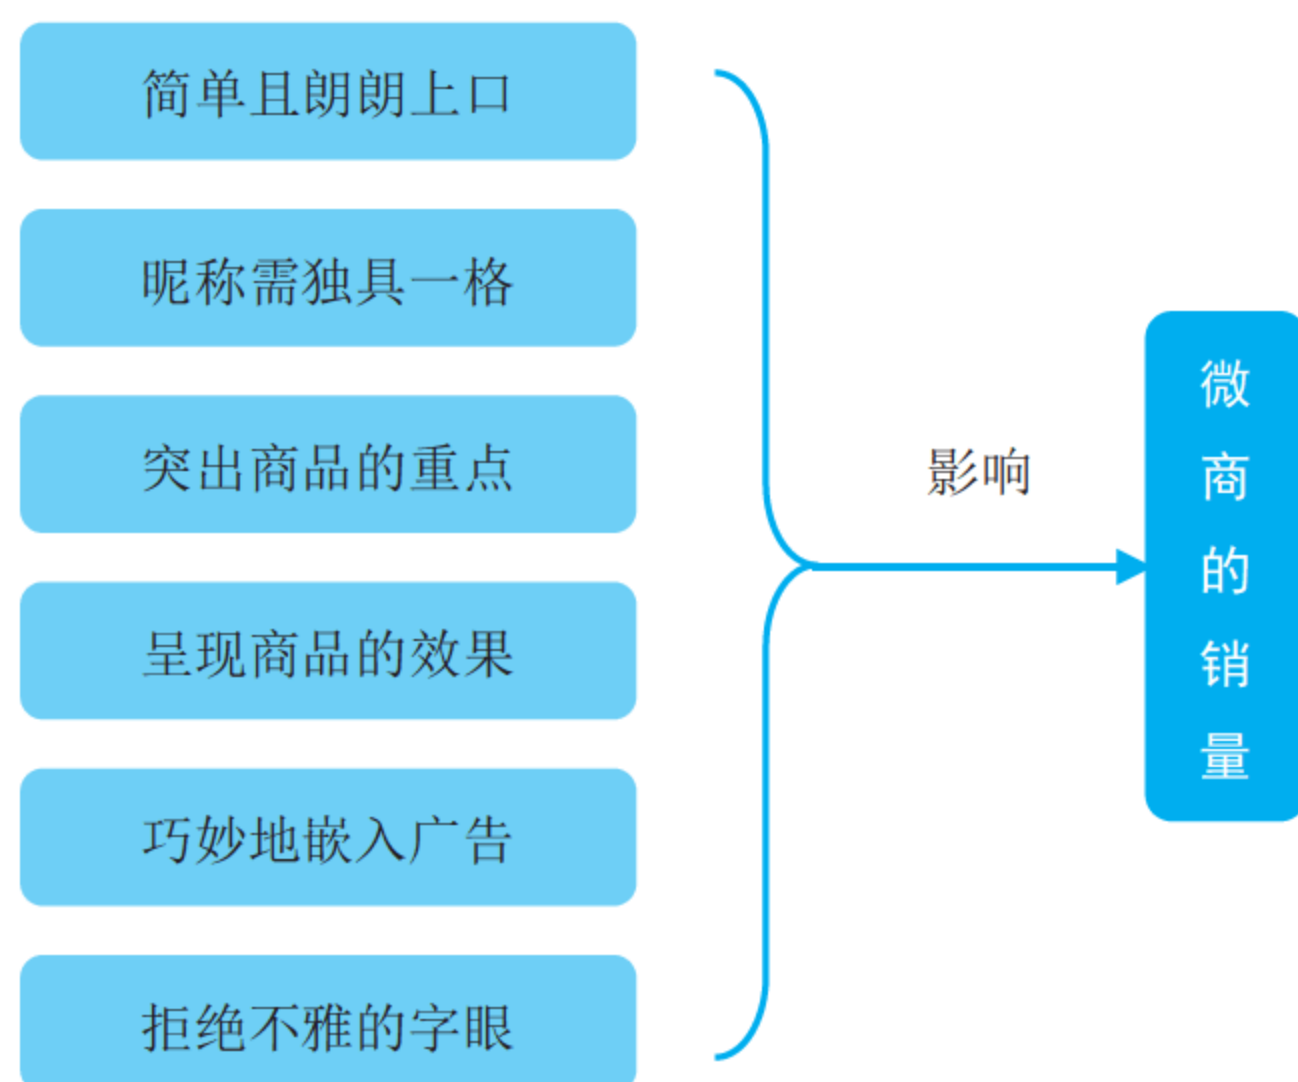 简单且朗朗上口
昵称需独具一格
突出商品的重点
呈现商品的效果
巧妙地嵌入广告
拒绝不雅的字眼
影响
微商的销量